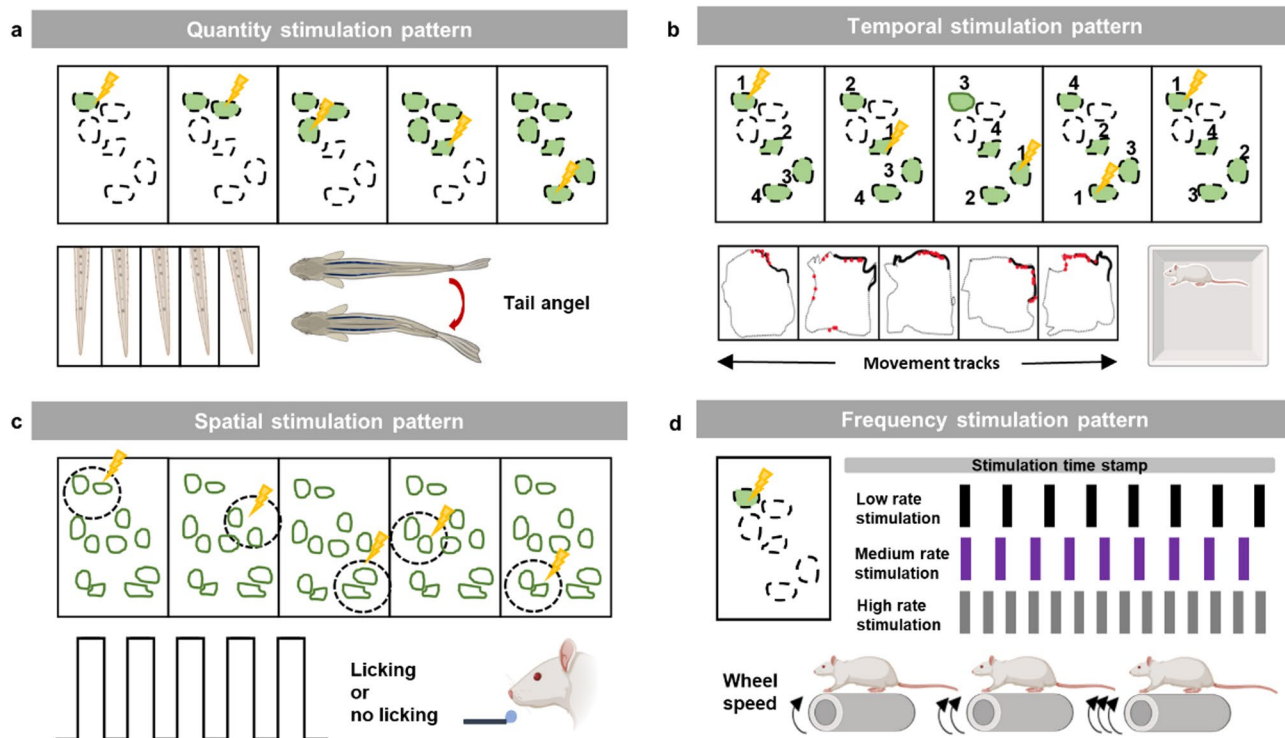 a
Quantity stimulation pattern
Tail angel
b
Temporal stimulation pattern
1
2
3
4
2
1
3
4
3
4
1
2
4
2
3
1
1
4
2
3
Movement tracks
c
Spatial stimulation pattern
Licking
or
no licking
d
Frequency stimulation pattern
Stimulation time stamp
Low rate
stimulation
Medium rate
stimulation
High rate
stimulation
Wheel
speed